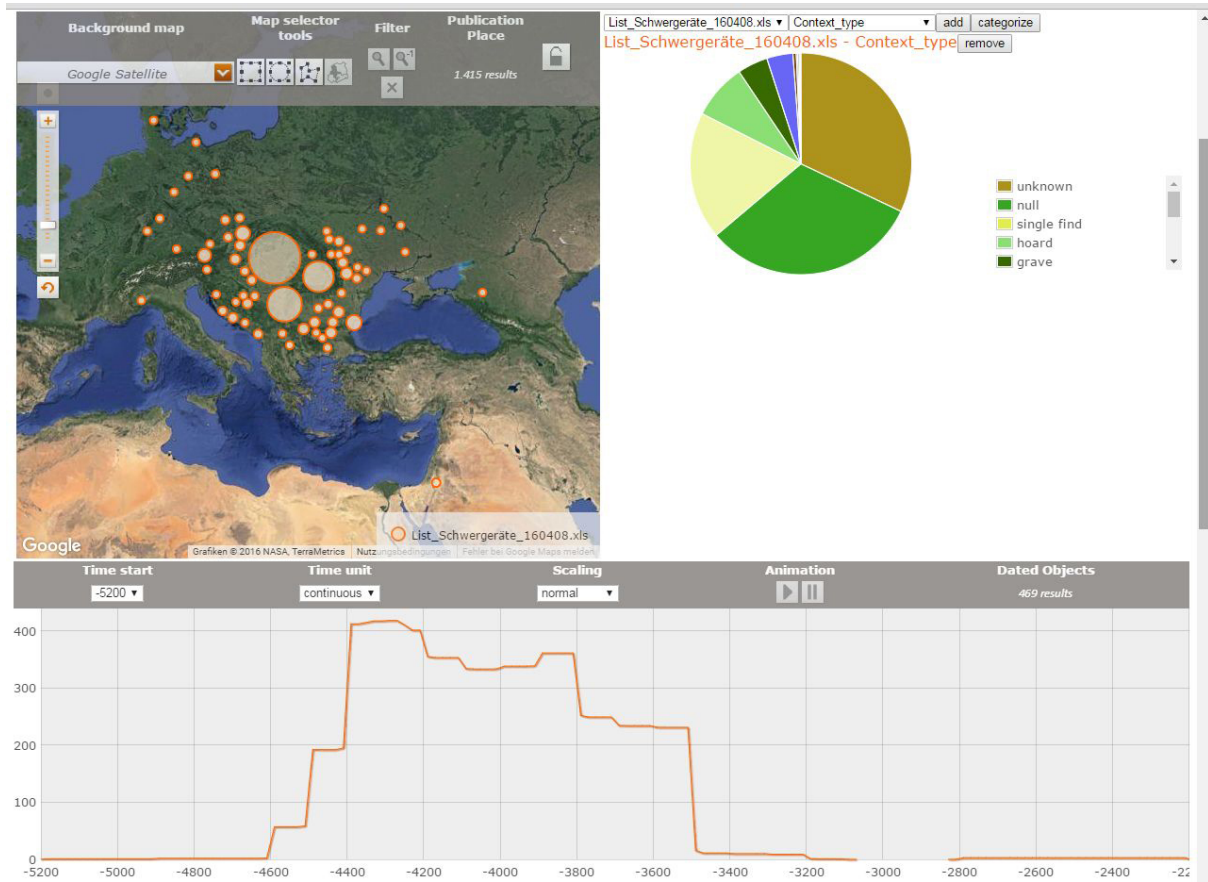 Background map
Map selector tools
Filter
Publication Place
Google Satellite
-1
1.415 results
List_Schwergeräte_160408.xls
Google
Grafiken © 2016 NASA, TerraMetrics
Nutzungsbedingungen
Fehler bei Google Maps melden
List_Schwergeräte_160408.xls
Context_type
add
categorize
List_Schwergeräte_160408.xls - Context_type
remove
unknown
null
single find
hoard
grave
Time start
Time unit
Scaling
Animation
Dated Objects
-5200
continuous
normal
469 results
400
300
200
100
0
-5200 -5000 -4800 -4600 -4400 -4200 -4000 -3800 -3600 -3400 -3200 -3000 -2800 -2600 -2400 -22